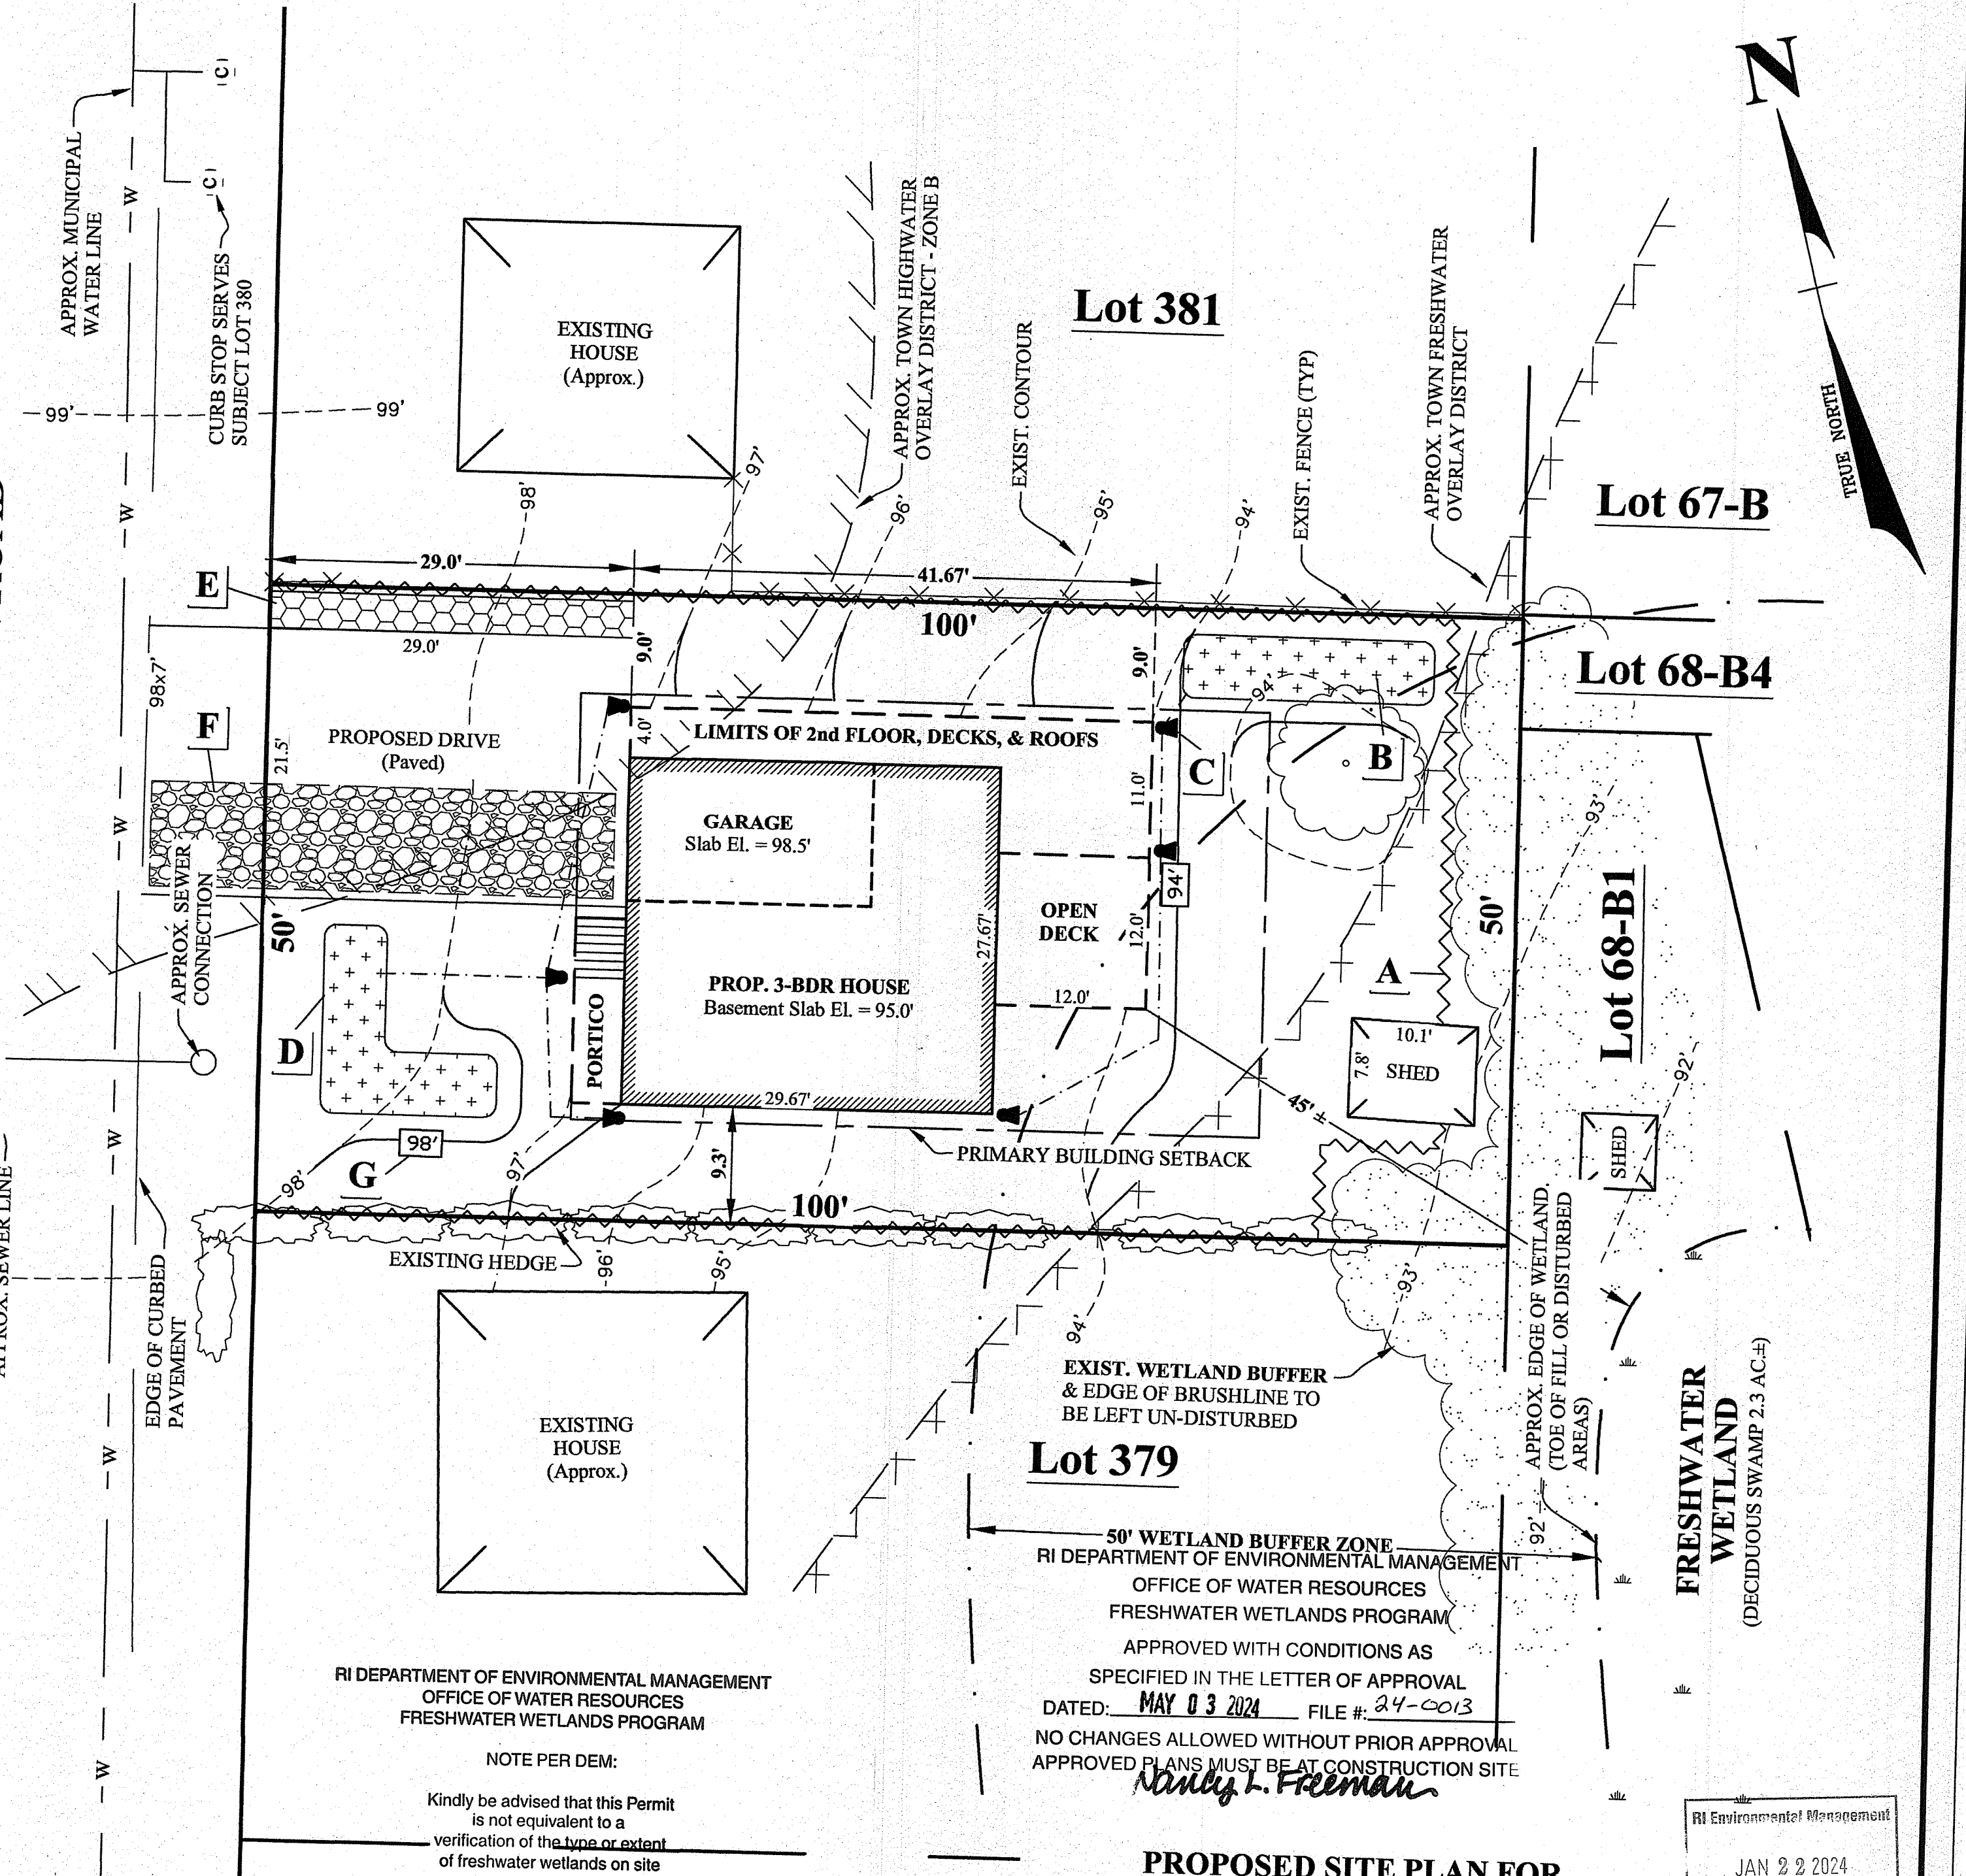 N
TRUE NORTH
APPROX. MUNICIPAL
WATER LINE
C
C
W
CURB STOP SERVES
SUBJECT LOT 380
EXISTING
HOUSE
(Approx.)
APPROX. TOWN HIGHWATER
OVERLAY DISTRICT - ZONE B
Lot 381
EXIST. CONTOUR
EXIST. FENCE (TYP)
APPROX. TOWN FRESHWATER
OVERLAY DISTRICT
99'
99'
W
98'
97'
96'
95'
94'
Lot 67-B
E
29.0'
41.67'
100'
29.0'
9.0'
9.0'
Lot 68-B4
98x7'
F
21.5'
PROPOSED DRIVE
(Paved)
4.0'
LIMITS OF 2nd FLOOR, DECKS, & ROOFS
94'
C
B
11.0'
93'
W
GARAGE
Slab El. = 98.5'
94'
APPROX. SEWER
CONNECTION
50'
27.67'
OPEN
DECK
12.0'
50'
Lot 68-B1
A
PROP. 3-BDR HOUSE
Basement Slab El. = 95.0'
12.0'
D
PORTICO
10.1'
7.8'
SHED
92'
29.67'
45' ±
W
98'
9.3'
PRIMARY BUILDING SETBACK
SHED
G
98'
97'
100'
EXISTING HEDGE
96'
95'
94'
93'
APPROX. SEWER LINE
EDGE OF CURBED
PAVEMENT
APPROX. EDGE OF WETLAND.
(TOE OF FILL OR DISTURBED
AREAS)
EXIST. WETLAND BUFFER
& EDGE OF BRUSHLINE TO
BE LEFT UN-DISTURBED
EXISTING
HOUSE
(Approx.)
Lot 379
W
FRESHWATER
WETLAND
(DECIDUOUS SWAMP 2.3 AC.±)
92'
50' WETLAND BUFFER ZONE
RI DEPARTMENT OF ENVIRONMENTAL MANAGEMENT
OFFICE OF WATER RESOURCES
FRESHWATER WETLANDS PROGRAM
APPROVED WITH CONDITIONS AS
SPECIFIED IN THE LETTER OF APPROVAL
DATED: MAY 03 2024 FILE #: 24-0013
NO CHANGES ALLOWED WITHOUT PRIOR APPROVAL
APPROVED PLANS MUST BE AT CONSTRUCTION SITE
Nancy L. Freeman
RI DEPARTMENT OF ENVIRONMENTAL MANAGEMENT
OFFICE OF WATER RESOURCES
FRESHWATER WETLANDS PROGRAM
NOTE PER DEM:
Kindly be advised that this Permit
is not equivalent to a
verification of the type or extent
of freshwater wetlands on site
W
RI Environmental Management
JAN 22 2024
PROPOSED SITE PLAN FOR